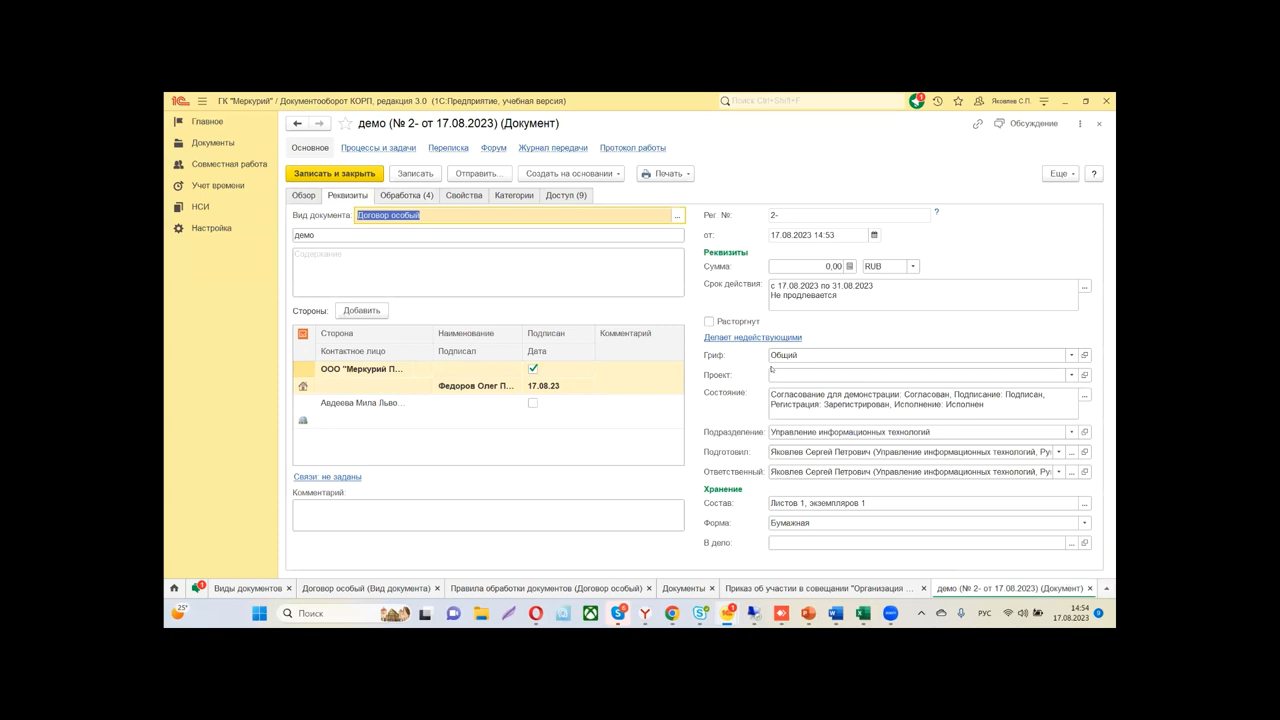 ГК "Меркурий" / Документооборот КОРП, редакция 3.0 (1С:Предприятие, учебная версия)
Поиск Ctrl+Shift+F
1
Яковлев С.П.
Главное
Документы
Совместная работа
Учет времени
НСИ
Настройка
демо (№ 2- от 17.08.2023) (Документ)
Обсуждение
Основное Процессы и задачи Переписка Форум Журнал передачи Протокол работы
Записать и закрыть Записать Отправить... Создать на основании Печать Еще ?
Обзор Реквизиты Обработка (4) Свойства Категории Доступ (9)
Вид документа: Договор особый ...
демо
Содержание
Стороны: Добавить
Сторона Наименование Подписан Комментарий
Контактное лицо Подписал Дата
ООО "Меркурий П...
Федоров Олег П... 17.08.23
Авдеева Мила Льво...
Связи: не заданы
Комментарий:
Рег. №: 2- ?
от: 17.08.2023 14:53
Реквизиты
Сумма: 0,00 RUB
Срок действия: с 17.08.2023 по 31.08.2023 ...
Не продлевается
Расторгнут
Делает недействующими
Гриф: Общий
Проект:
Состояние: Согласование для демонстрации: Согласован, Подписание: Подписан, ...
Регистрация: Зарегистрирован, Исполнение: Исполнен
Подразделение: Управление информационных технологий
Подготовил: Яковлев Сергей Петрович (Управление информационных технологий, Ру ...
Ответственный: Яковлев Сергей Петрович (Управление информационных технологий, Ру ...
Хранение
Состав: Листов 1, экземпляров 1 ...
Форма: Бумажная
В дело: ...
1 Виды документов × Договор особый (Вид документа) × Правила обработки документов (Договор особый) × Документы × Приказ об участии в совещании "Организация ... × демо (№ 2- от 17.08.2023) (Документ) ×
25° Поиск РУС 14:54
17.08.2023